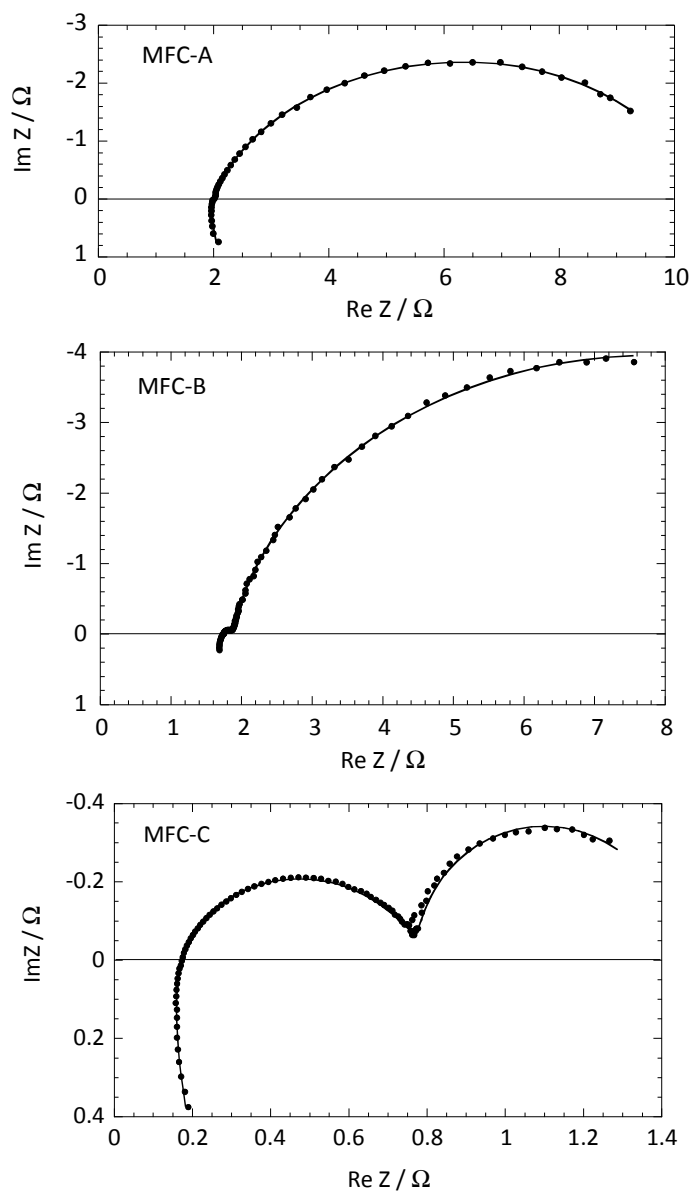 -3
MFC-A
-2
Im Z / Ω
-1
0
1
0 2 4 6 8 10
Re Z / Ω
-4
MFC-B
-3
Im Z / Ω
-2
-1
0
1
0 1 2 3 4 5 6 7 8
Re Z / Ω
-0.4
MFC-C
-0.2
ImZ / Ω
0
0.2
0.4
0 0.2 0.4 0.6 0.8 1 1.2 1.4
Re Z / Ω